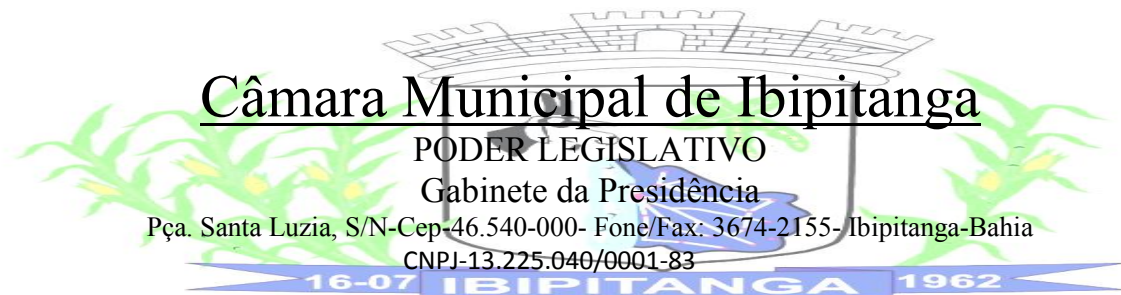 Câmara Municipal de Ibipitanga
PODER LEGISLATIVO
Gabinete da Presidência
Pça. Santa Luzia, S/N-Cep-46.540-000- Fone/Fax: 3674-2155- Ibipitanga-Bahia
CNPJ-13.225.040/0001-83
16-07 IBIPITANGA 1962